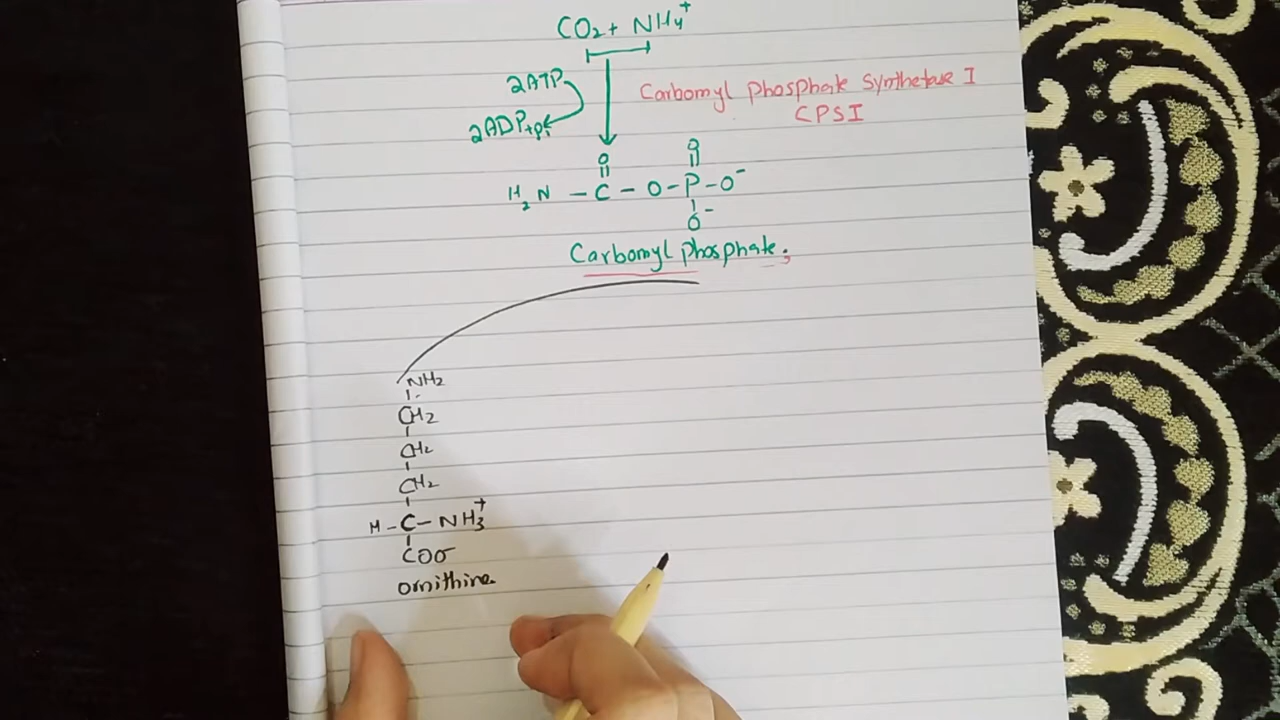 CO₂ + NH₄⁺
2ATP
Carbomyl phosphate synthetase I
CPSI
2ADP+Pi
O O
|| ||
H₂N – C – O – P – O⁻
|
O⁻
Carbomyl phosphate;
NH₂
|
CH₂
|
CH₂
|
CH₂
|
H – C – NH₃⁺
|
COO⁻
ornithine